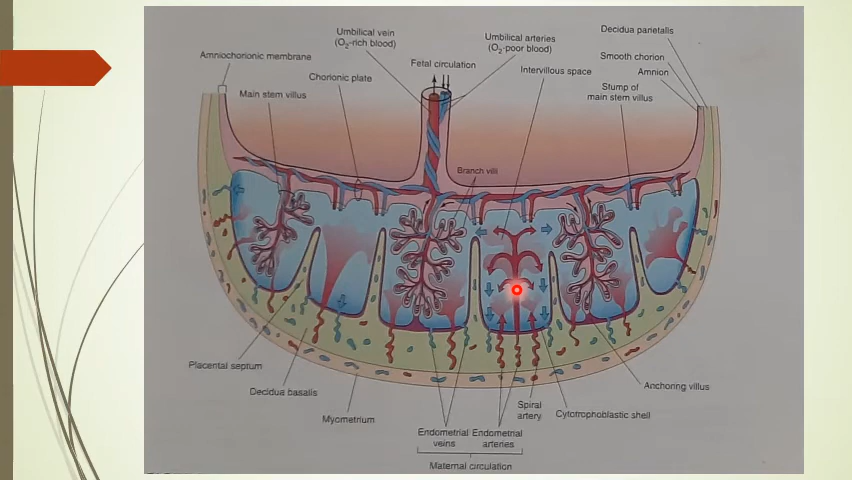 Umbilical vein
(O₂-rich blood)
Umbilical arteries
(O₂-poor blood)
Decidua parietalis
Amniochorionic membrane
Fetal circulation
Smooth chorion
Chorionic plate
Intervillous space
Amnion
Main stem villus
Stump of
main stem villus
Branch villi
Placental septum
Decidua basalis
Myometrium
Endometrial
veins
Endometrial
arteries
Spiral
artery
Cytotrophoblastic shell
Anchoring villus
Maternal circulation